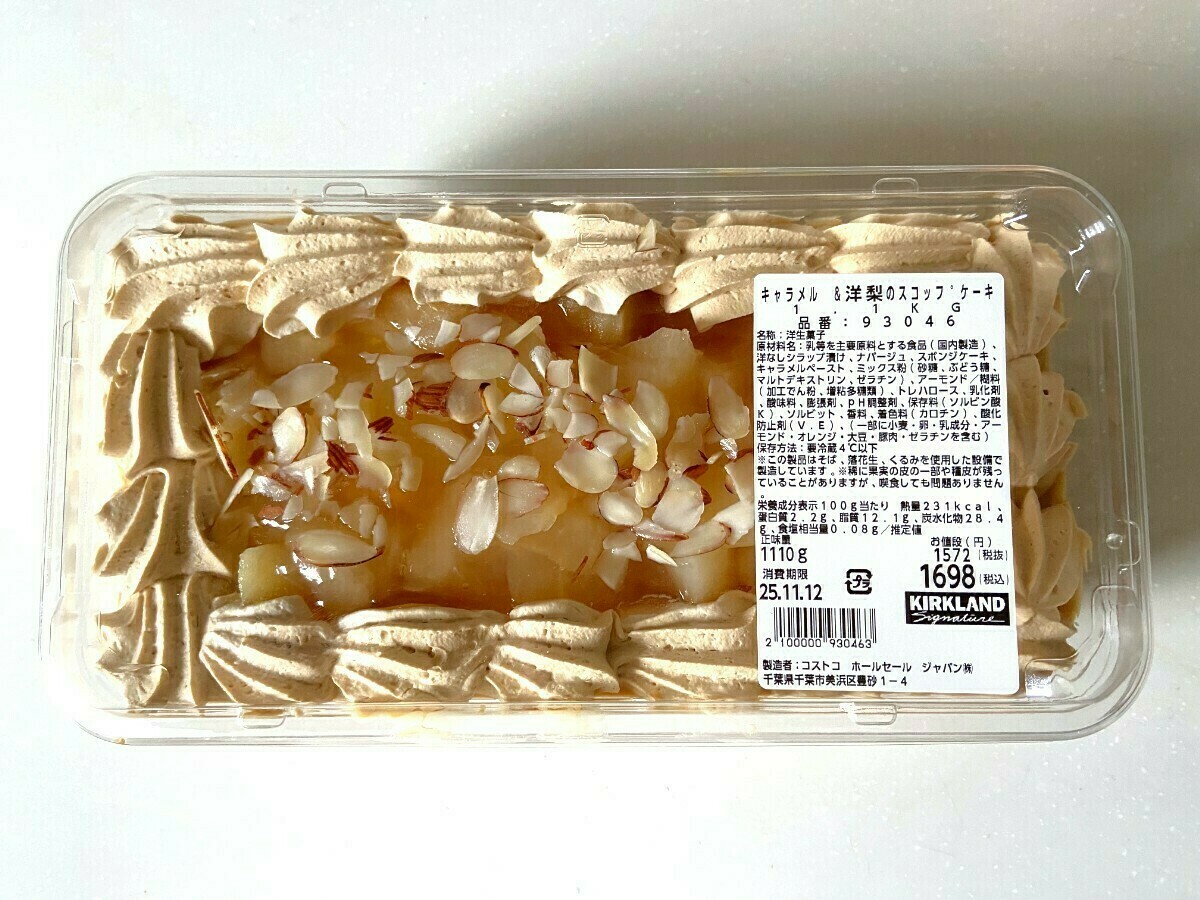 キャラメル &洋梨のスコップケーキ
1.1KG
品番:93046
名称:洋生菓子
原材料名:乳等を主要原料とする食品(国内製造)、
洋なしシラップ漬け、ナパージュ、スポンジケーキ、
キャラメルペースト、ミックス粉(砂糖、ぶどう糖、
マルトデキストリン、ゼラチン)、アーモンド/糊料
(加工でん粉、増粘多糖類)、トレハロース、乳化剤
、酸味料、膨張剤、pH調整剤、保存料(ソルビン酸
K)、ソルビット、香料、着色料(カロチン)、酸化
防止剤(V.E)、(一部に小麦・卵・乳成分・アー
モンド・オレンジ・大豆・豚肉・ゼラチンを含む)
保存方法:要冷蔵4℃以下
※この製品はそば、落花生、くるみを使用した設備で
製造しています。※稀に果実の皮の一部や種皮が残っ
ていることがありますが、喫食しても問題ありません
。
栄養成分表示100g当たり 熱量231kcal、
蛋白質2.2g、脂質12.1g、炭水化物28.4
g、食塩相当量0.08g/推定値
正味量 お値段(円)
1110g 1572(税抜)
消費期限 1698(税込)
25.11.12 プラ
KIRKLAND
Signature
2 100000 930463
製造者:コストコ ホールセール ジャパン㈱
千葉県千葉市美浜区豊砂1-4